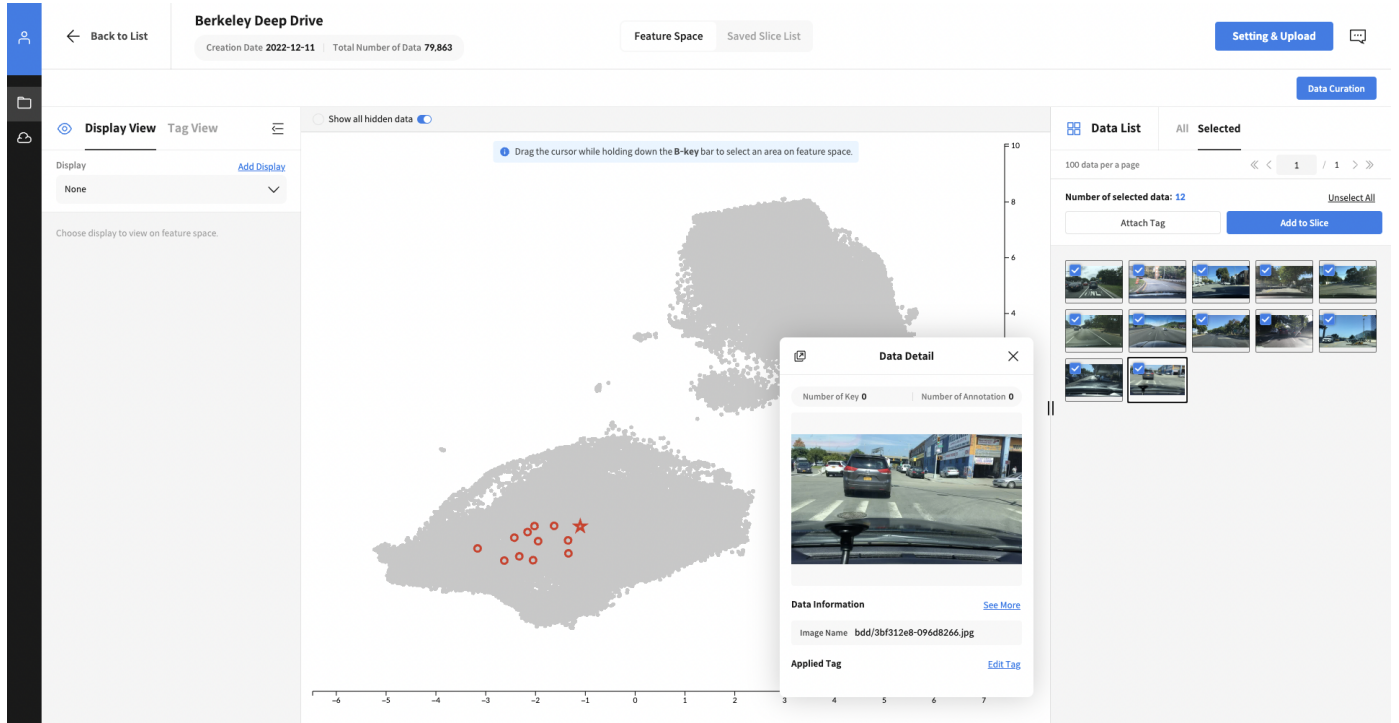 Back to List
Berkeley Deep Drive
Creation Date 2022-12-11 | Total Number of Data 79,863
Feature Space
Saved Slice List
Setting & Upload
Data Curation
Display View
Tag View
Display
Add Display
None
Choose display to view on feature space.
Show all hidden data
Drag the cursor while holding down the B-key bar to select an area on feature space.
10
8
6
4
-6 -5 -4 -3 -2 -1 0 1 2 3 4 5 6 7
Data Detail
Number of Key 0 | Number of Annotation 0
Data Information
See More
Image Name bdd/3bf312e8-096d8266.jpg
Applied Tag
Edit Tag
Data List
All
Selected
100 data per a page
1 / 1
Number of selected data: 12
Unselect All
Attach Tag
Add to Slice